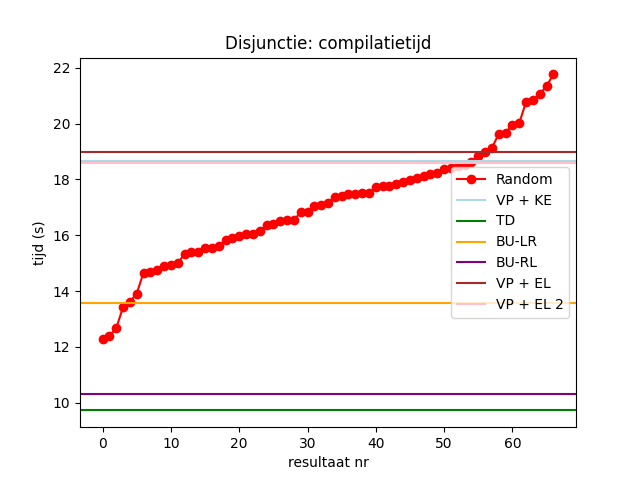 Disjunctie: compilatietijd
tijd (s)
22
20
18
16
14
12
10
0 10 20 30 40 50 60
resultaat nr
Random
VP + KE
TD
BU-LR
BU-RL
VP + EL
VP + EL 2